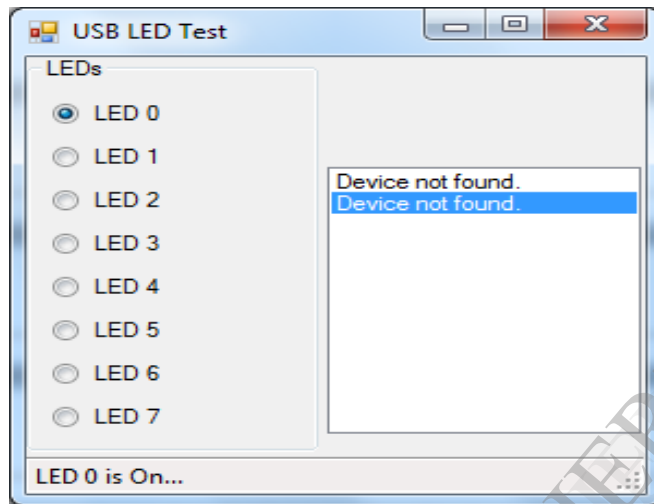 USB LED Test
LEDs
LED 0
LED 1
LED 2
LED 3
LED 4
LED 5
LED 6
LED 7
Device not found.
Device not found.
LED 0 is On...